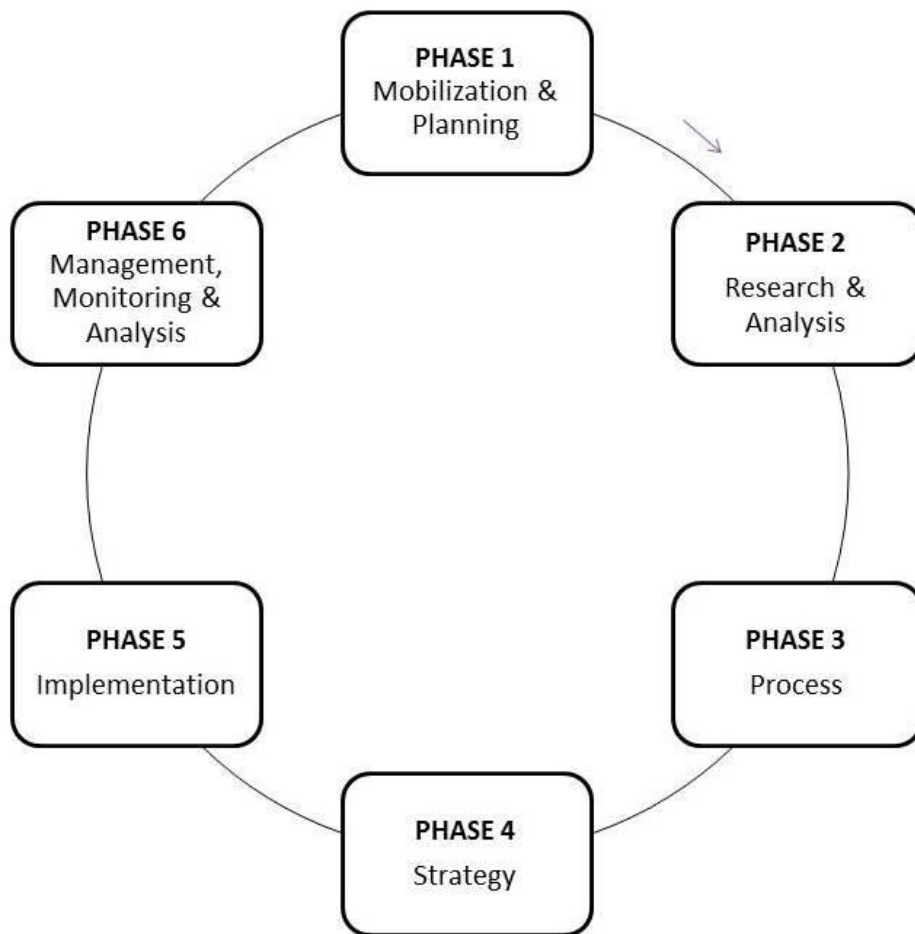 PHASE 1
Mobilization &
Planning
PHASE 2
Research &
Analysis
PHASE 3
Process
PHASE 4
Strategy
PHASE 5
Implementation
PHASE 6
Management,
Monitoring &
Analysis